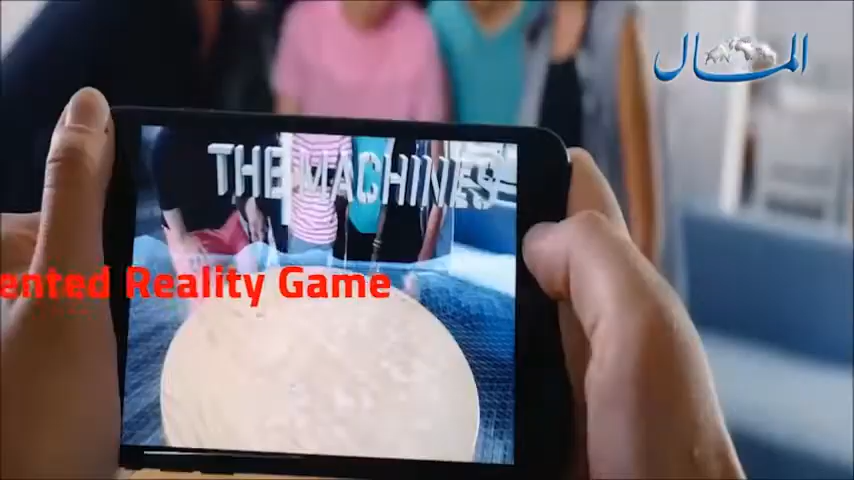 المال
THE MACHINES
ented Reality Game